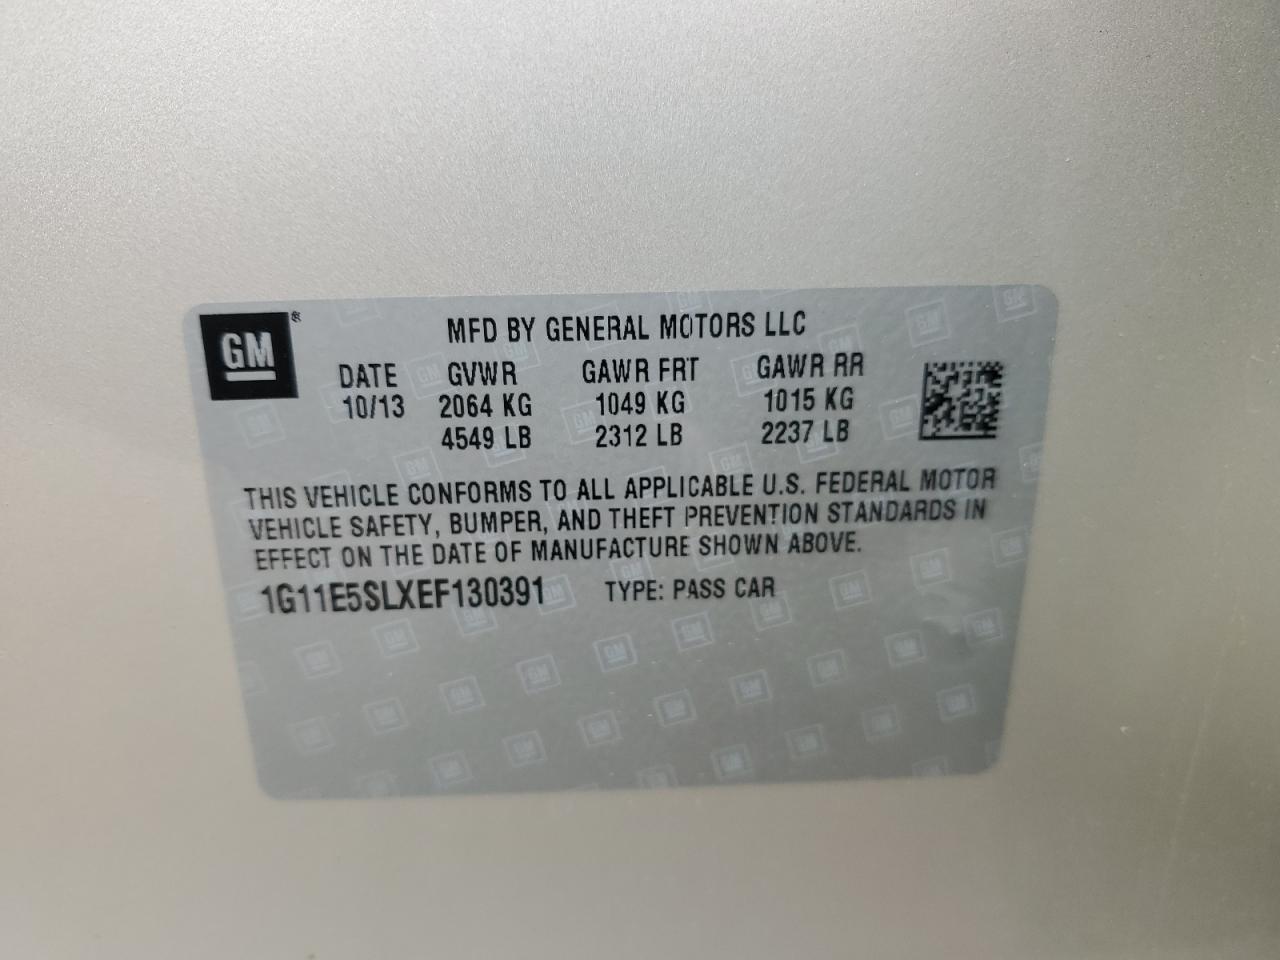 GM®
MFD BY GENERAL MOTORS LLC
DATE GVWR GAWR FRT GAWR RR
10/13 2064 KG 1049 KG 1015 KG
4549 LB 2312 LB 2237 LB
THIS VEHICLE CONFORMS TO ALL APPLICABLE U.S. FEDERAL MOTOR
VEHICLE SAFETY, BUMPER, AND THEFT PREVENTION STANDARDS IN
EFFECT ON THE DATE OF MANUFACTURE SHOWN ABOVE.
1G11E5SLXEF130391 TYPE: PASS CAR